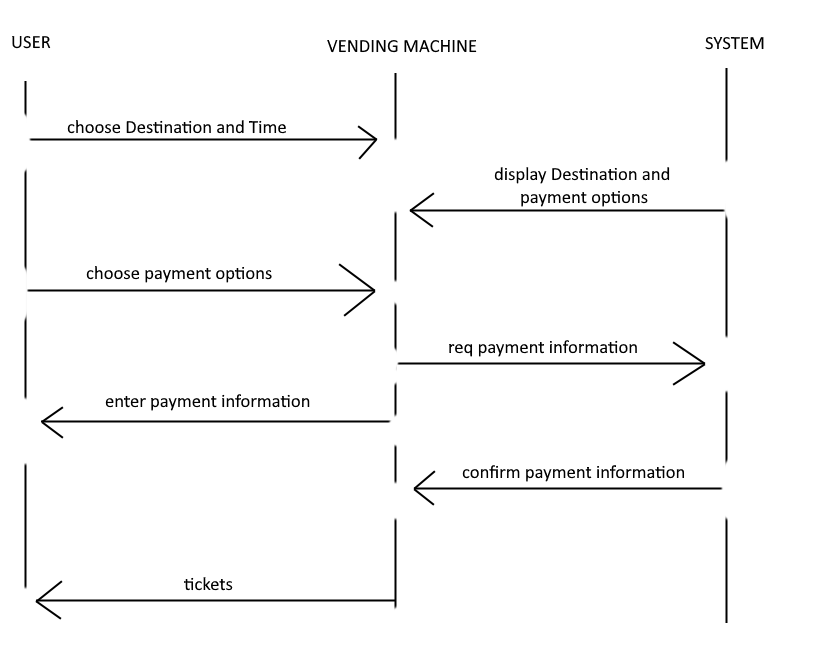 USER
VENDING MACHINE
SYSTEM
choose Destination and Time
display Destination and
payment options
choose payment options
req payment information
enter payment information
confirm payment information
tickets